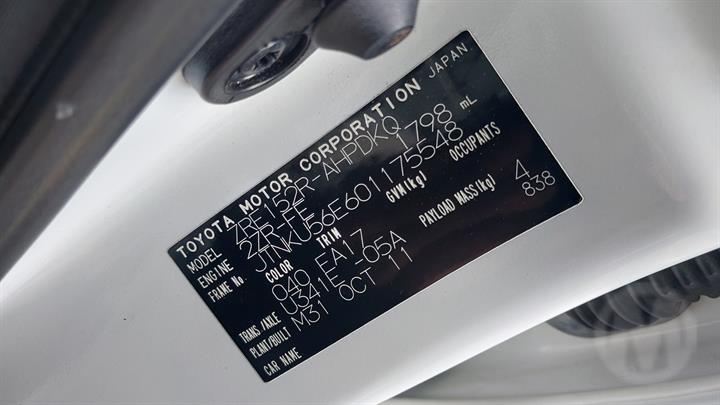 TOYOTA MOTOR CORPORATION JAPAN
MODEL ZRE152R-AHPDKQ
ENGINE 2ZR-FE 1798 mL
FRAME No JTNKU56E601175548
COLOR TRIM GVM(kg) OCCUPANTS
040 EA17 4
TRANS./AXLE U341E -05A PAYLOAD MASS(kg) 838
PLANT/BUILT M31 OCT 11
CAR NAME
M